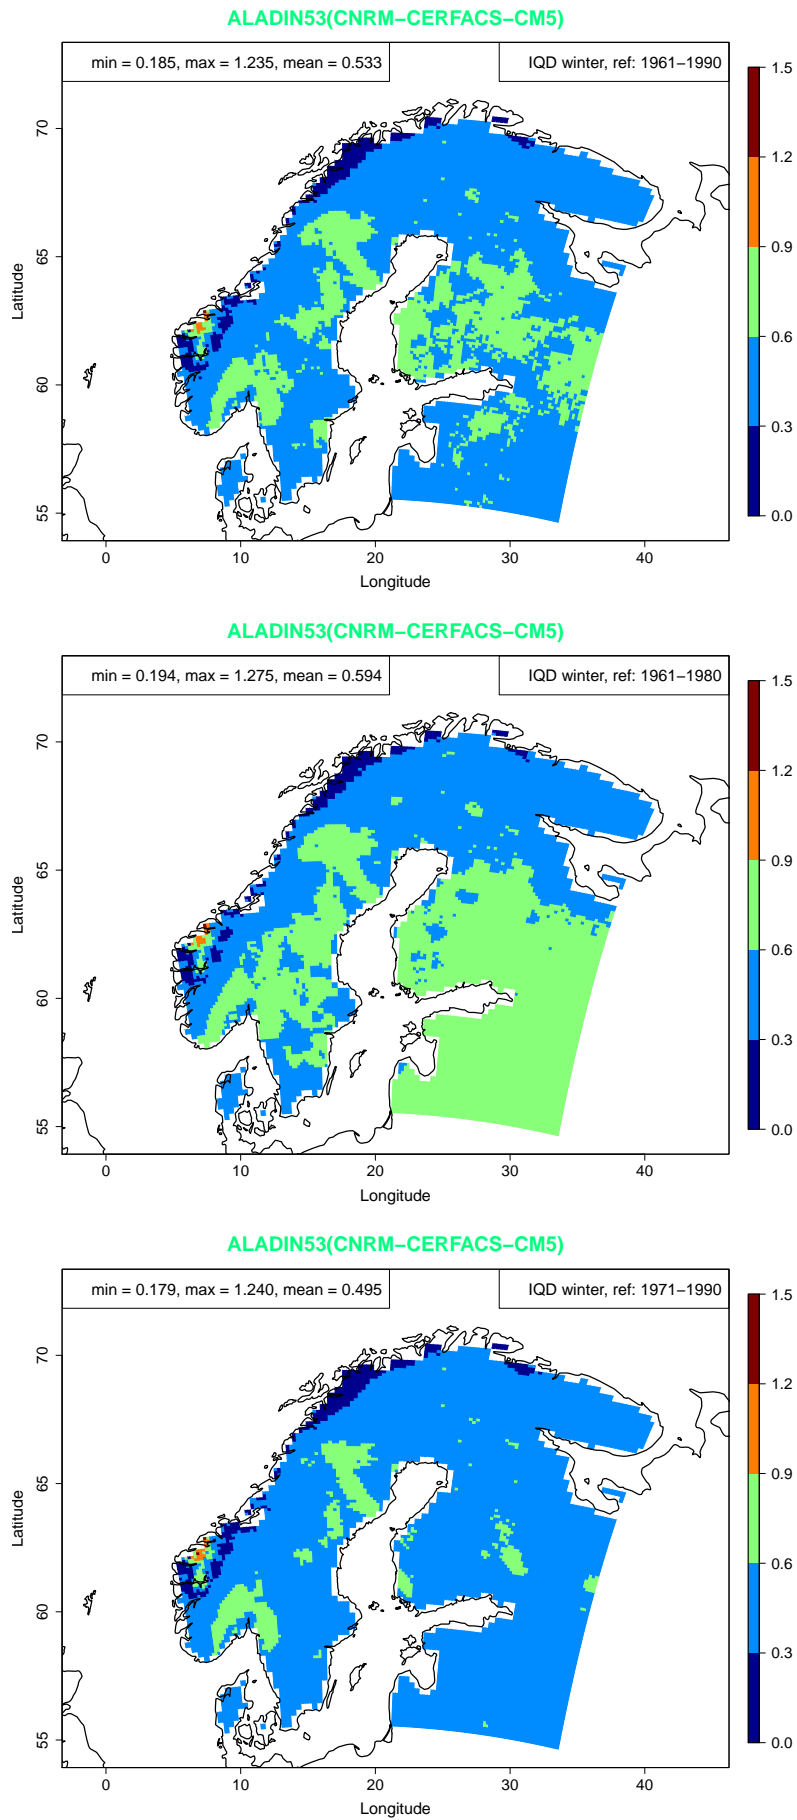 ALADIN53(CNRM−CERFACS−CM5)
min = 0.185, max = 1.235, mean = 0.533
IQD winter, ref: 1961−1990
Latitude
70
65
60
55
0 10 20 30 40
Longitude
1.5
1.2
0.9
0.6
0.3
0.0
ALADIN53(CNRM−CERFACS−CM5)
min = 0.194, max = 1.275, mean = 0.594
IQD winter, ref: 1961−1980
Latitude
70
65
60
55
0 10 20 30 40
Longitude
1.5
1.2
0.9
0.6
0.3
0.0
ALADIN53(CNRM−CERFACS−CM5)
min = 0.179, max = 1.240, mean = 0.495
IQD winter, ref: 1971−1990
Latitude
70
65
60
55
0 10 20 30 40
Longitude
1.5
1.2
0.9
0.6
0.3
0.0